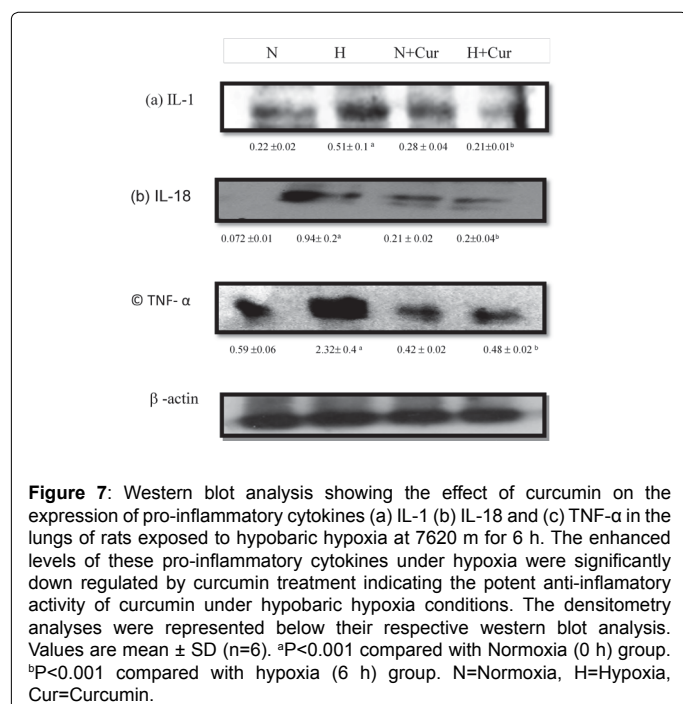 N H N+Cur H+Cur
(a) IL-1
0.22 ±0.02 0.51± 0.1 ᵃ 0.28 ± 0.04 0.21±0.01ᵇ
(b) IL-18
0.072 ±0.01 0.94± 0.2ᵃ 0.21 ± 0.02 0.2±0.04ᵇ
© TNF- α
0.59 ±0.06 2.32± 0.4 ᵃ 0.42 ± 0.02 0.48 ± 0.02 ᵇ
β -actin
Figure 7: Western blot analysis showing the effect of curcumin on the
expression of pro-inflammatory cytokines (a) IL-1 (b) IL-18 and (c) TNF-α in the
lungs of rats exposed to hypobaric hypoxia at 7620 m for 6 h. The enhanced
levels of these pro-inflammatory cytokines under hypoxia were significantly
down regulated by curcumin treatment indicating the potent anti-inflamatory
activity of curcumin under hypobaric hypoxia conditions. The densitometry
analyses were represented below their respective western blot analysis.
Values are mean ± SD (n=6). ᵃP<0.001 compared with Normoxia (0 h) group.
ᵇP<0.001 compared with hypoxia (6 h) group. N=Normoxia, H=Hypoxia,
Cur=Curcumin.